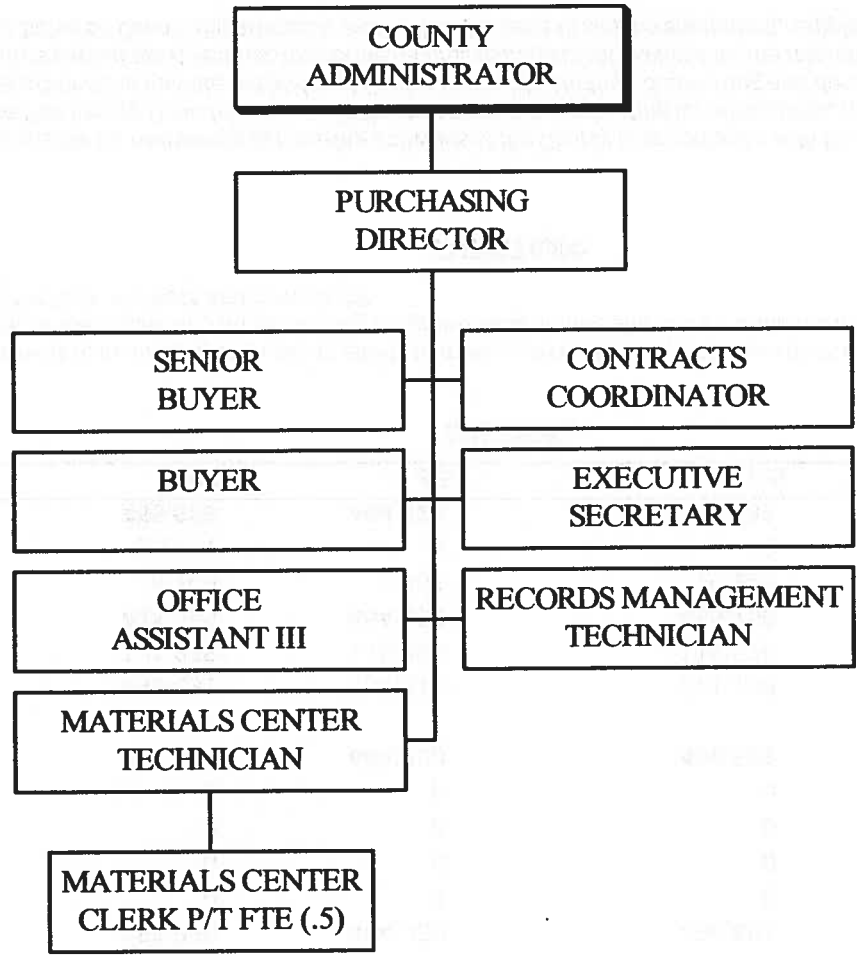 COUNTY
ADMINISTRATOR
PURCHASING
DIRECTOR
SENIOR
BUYER
CONTRACTS
COORDINATOR
BUYER
EXECUTIVE
SECRETARY
OFFICE
ASSISTANT III
RECORDS MANAGEMENT
TECHNICIAN
MATERIALS CENTER
TECHNICIAN
MATERIALS CENTER
CLERK P/T FTE (.5)